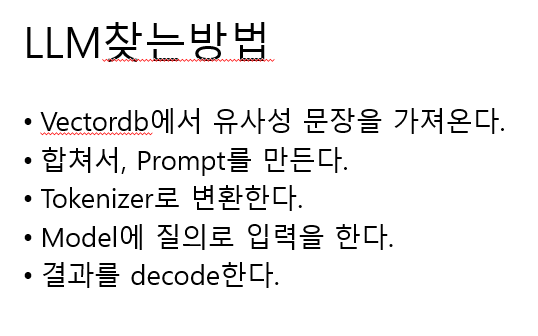 LLM찾는방법
• Vectordb에서 유사성 문장을 가져온다.
• 합쳐서, Prompt를 만든다.
• Tokenizer로 변환한다.
• Model에 질의로 입력을 한다.
• 결과를 decode한다.